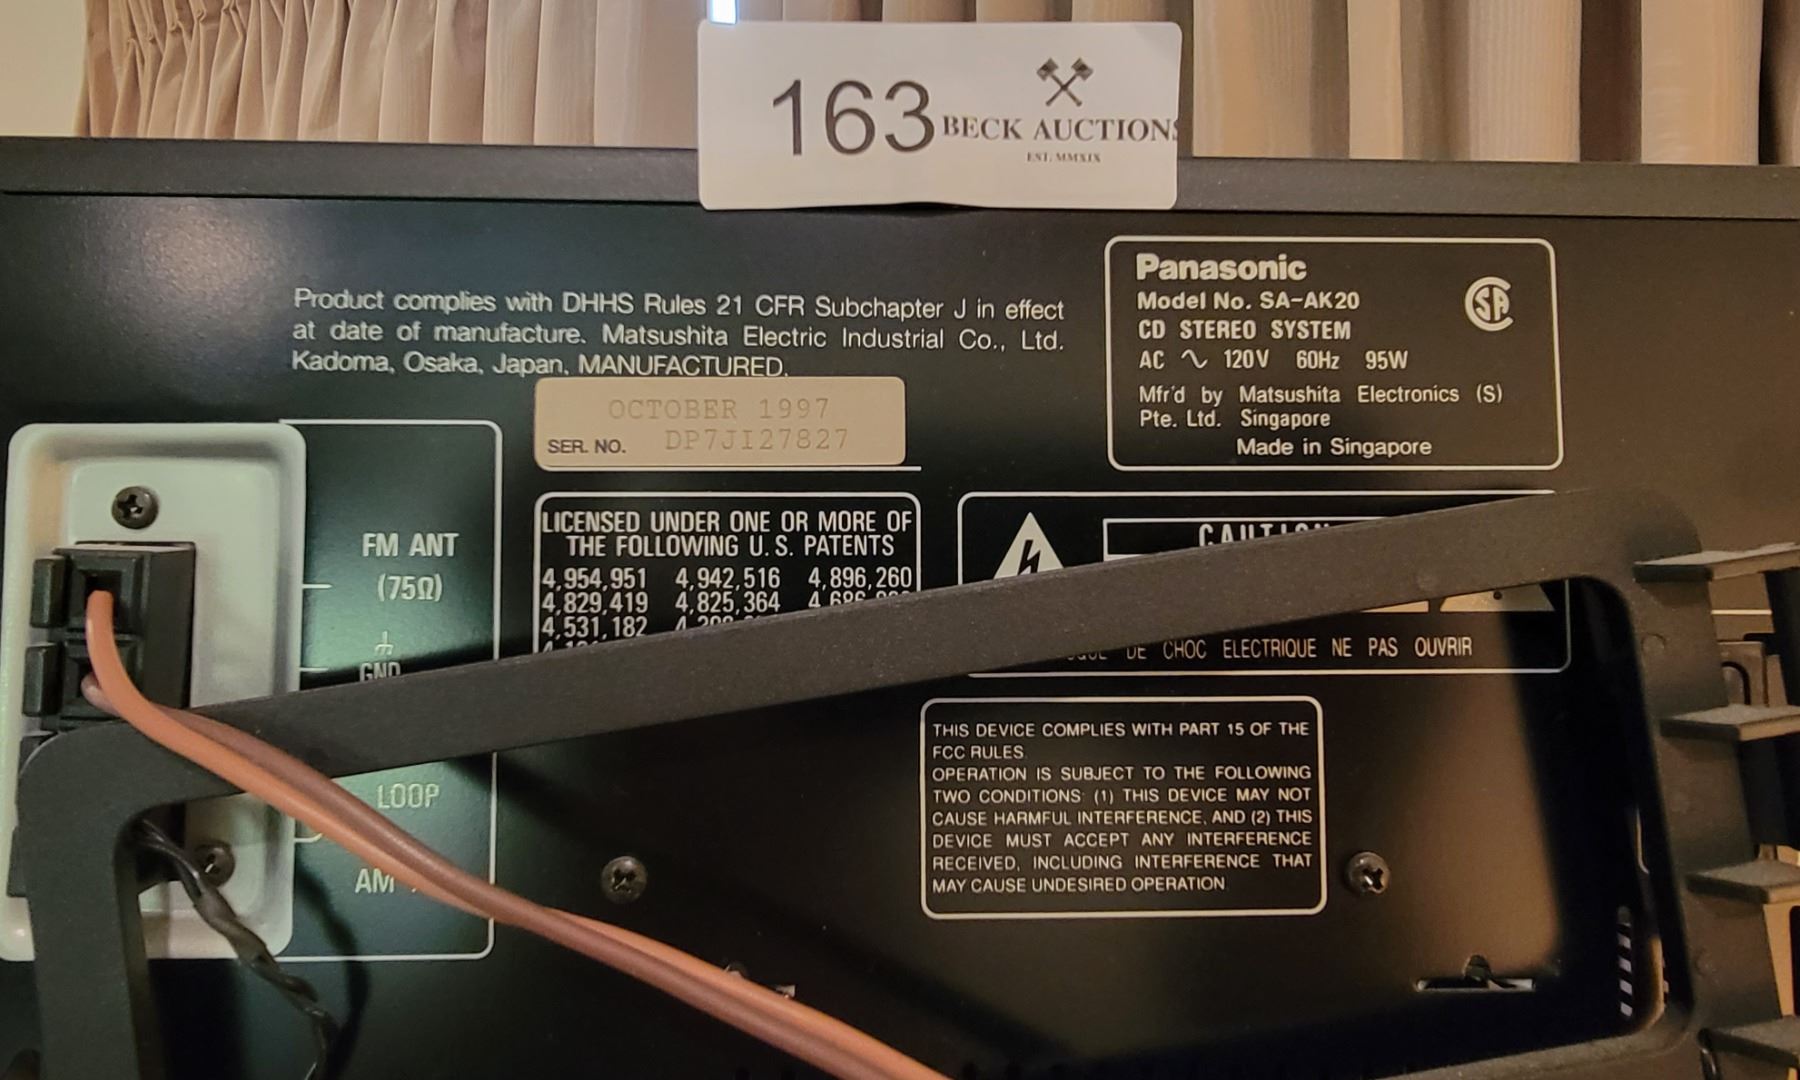 163
BECK AUCTIONS
EST. MMXIX
Product complies with DHHS Rules 21 CFR Subchapter J in effect
at date of manufacture. Matsushita Electric Industrial Co., Ltd.
Kadoma, Osaka, Japan, MANUFACTURED.
OCTOBER 1997
SER. NO. DP7JI27827
Panasonic
Model No. SA-AK20
CD STEREO SYSTEM
AC ∿ 120V 60Hz 95W
Mfr'd by Matsushita Electronics (S)
Pte. Ltd. Singapore
Made in Singapore
FM ANT
(75Ω)
GND
LOOP
AM
LICENSED UNDER ONE OR MORE OF
THE FOLLOWING U.S. PATENTS
4,954,951 4,942,516 4,896,260
4,829,419 4,825,364
4,531,182
CAUTION
DE CHOC ELECTRIQUE NE PAS OUVRIR
THIS DEVICE COMPLIES WITH PART 15 OF THE
FCC RULES.
OPERATION IS SUBJECT TO THE FOLLOWING
TWO CONDITIONS: (1) THIS DEVICE MAY NOT
CAUSE HARMFUL INTERFERENCE, AND (2) THIS
DEVICE MUST ACCEPT ANY INTERFERENCE
RECEIVED, INCLUDING INTERFERENCE THAT
MAY CAUSE UNDESIRED OPERATION.